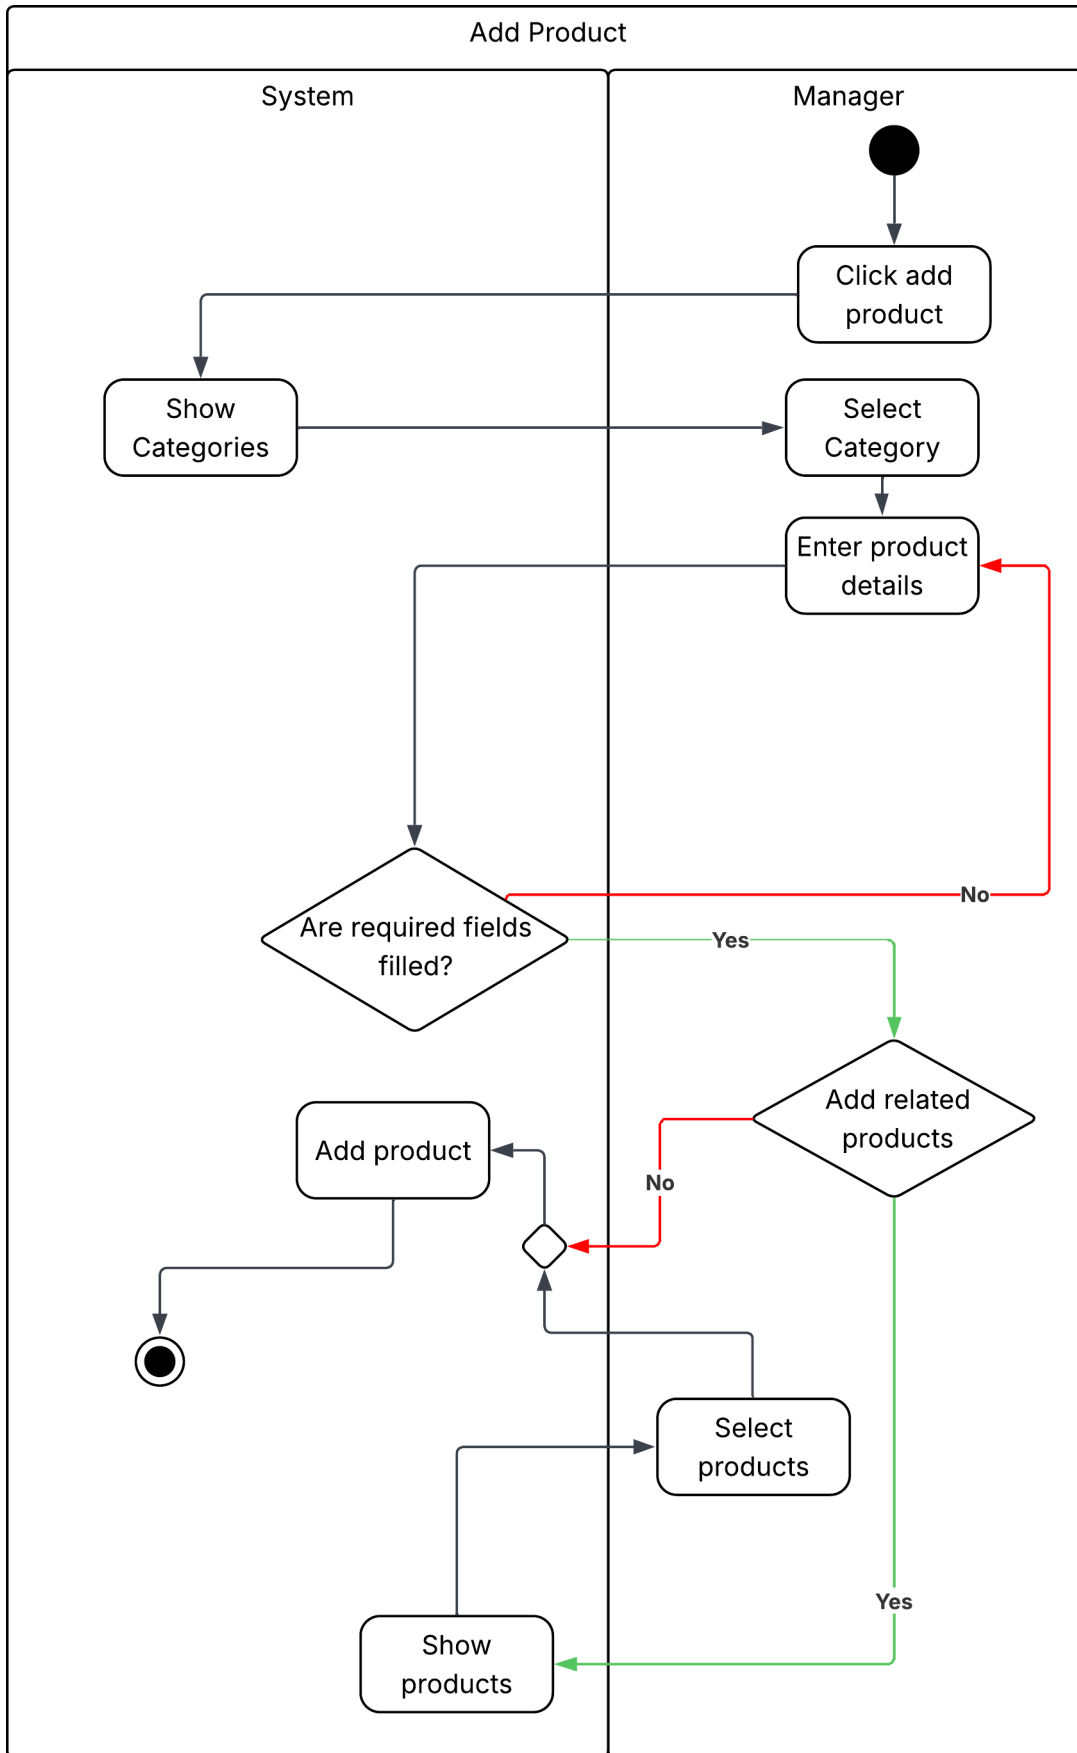 Add Product
System
Manager
Click add
product
Show
Categories
Select
Category
Enter product
details
No
Are required fields
filled?
Yes
Add related
products
Add product
No
Select
products
Yes
Show
products